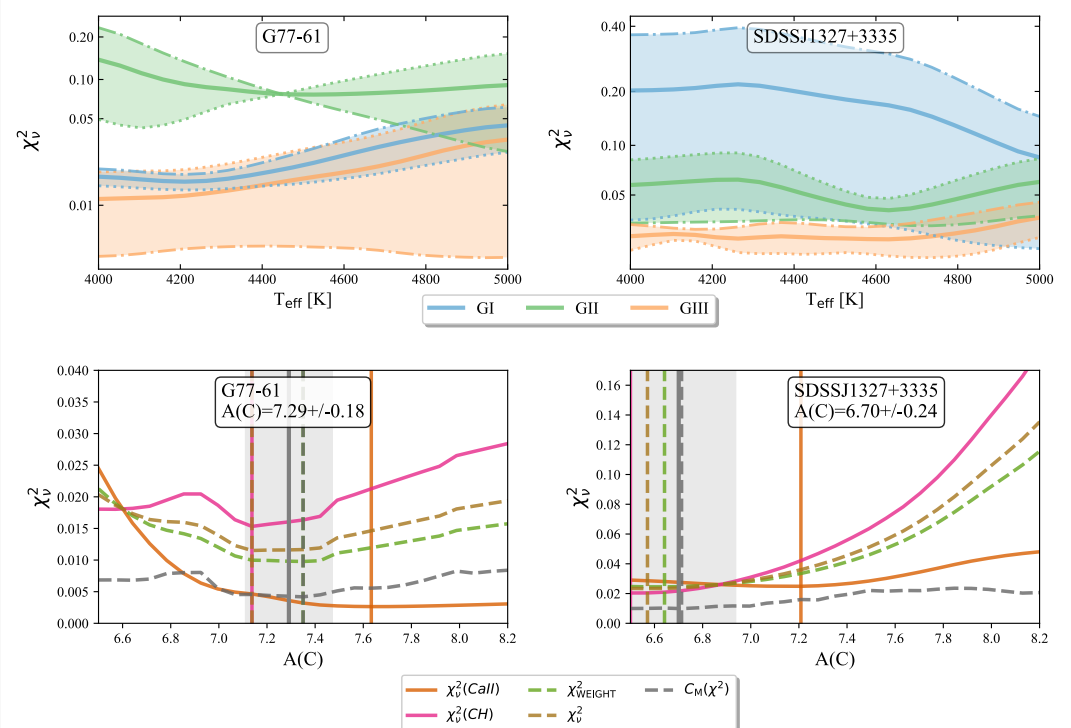 G77-61
χ²ν
0.20
0.10
0.05
0.01
4000 4200 4400 4600 4800 5000
Teff [K]
SDSSJ1327+3335
χ²ν
0.40
0.20
0.10
0.05
4000 4200 4400 4600 4800 5000
Teff [K]
GI GII GIII
G77-61
A(C)=7.29+/-0.18
χ²ν
0.040
0.035
0.030
0.025
0.020
0.015
0.010
0.005
0.000
6.6 6.8 7.0 7.2 7.4 7.6 7.8 8.0 8.2
A(C)
SDSSJ1327+3335
A(C)=6.70+/-0.24
χ²ν
0.16
0.14
0.12
0.10
0.08
0.06
0.04
0.02
0.00
6.6 6.8 7.0 7.2 7.4 7.6 7.8 8.0 8.2
A(C)
χ²ν(CaII) χ²WEIGHT CM(χ²)
χ²ν(CH) χ²ν